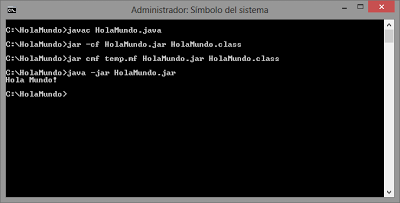 Administrador: Símbolo del sistema
C:\HolaMundo>javac HolaMundo.java
C:\HolaMundo>jar -cf HolaMundo.jar HolaMundo.class
C:\HolaMundo>jar cmf temp.mf HolaMundo.jar HolaMundo.class
C:\HolaMundo>java -jar HolaMundo.jar
Hola Mundo!
C:\HolaMundo>